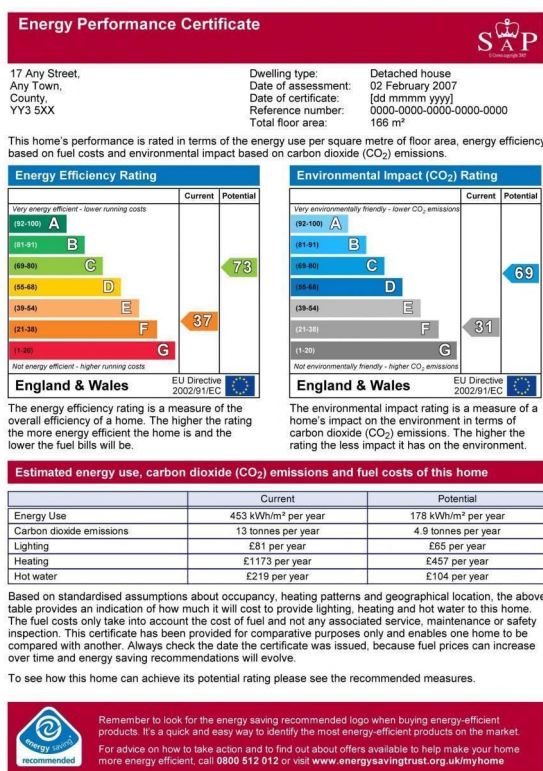 Energy Performance Certificate
SAP
17 Any Street,
Any Town,
County,
YY3 5XX
Dwelling type: Detached house
Date of assessment: 02 February 2007
Date of certificate: [dd mmmm yyyy]
Reference number: 0000-0000-0000-0000-0000
Total floor area: 166 m²
This home's performance is rated in terms of the energy use per square metre of floor area, energy efficiency
based on fuel costs and environmental impact based on carbon dioxide (CO₂) emissions.
Energy Efficiency Rating
Current Potential
Very energy efficient - lower running costs
(92-100) A
(81-91) B
(69-80) C
73
(55-68) D
(39-54) E
(21-38) F
37
(1-20) G
Not energy efficient - higher running costs
England & Wales
EU Directive
2002/91/EC
The energy efficiency rating is a measure of the
overall efficiency of a home. The higher the rating
the more energy efficient the home is and the
lower the fuel bills will be.
Environmental Impact (CO₂) Rating
Current Potential
Very environmentally friendly - lower CO₂ emissions
(92-100) A
(81-91) B
(69-80) C
69
(55-68) D
(39-54) E
(21-38) F
31
(1-20) G
Not environmentally friendly - higher CO₂ emissions
England & Wales
EU Directive
2002/91/EC
The environmental impact rating is a measure of a
home's impact on the environment in terms of
carbon dioxide (CO₂) emissions. The higher the
rating the less impact it has on the environment.
Estimated energy use, carbon dioxide (CO₂) emissions and fuel costs of this home
Current Potential
Energy Use 453 kWh/m² per year 178 kWh/m² per year
Carbon dioxide emissions 13 tonnes per year 4.9 tonnes per year
Lighting £81 per year £65 per year
Heating £1173 per year £457 per year
Hot water £219 per year £104 per year
Based on standardised assumptions about occupancy, heating patterns and geographical location, the above
table provides an indication of how much it will cost to provide lighting, heating and hot water to this home.
The fuel costs only take into account the cost of fuel and not any associated service, maintenance or safety
inspection. This certificate has been provided for comparative purposes only and enables one home to be
compared with another. Always check the date the certificate was issued, because fuel prices can increase
over time and energy saving recommendations will evolve.
To see how this home can achieve its potential rating please see the recommended measures.
energy saving
recommended
Remember to look for the energy saving recommended logo when buying energy-efficient
products. It's a quick and easy way to identify the most energy-efficient products on the market.
For advice on how to take action and to find out about offers available to help make your home
more energy efficient, call 0800 512 012 or visit www.energysavingtrust.org.uk/myhome